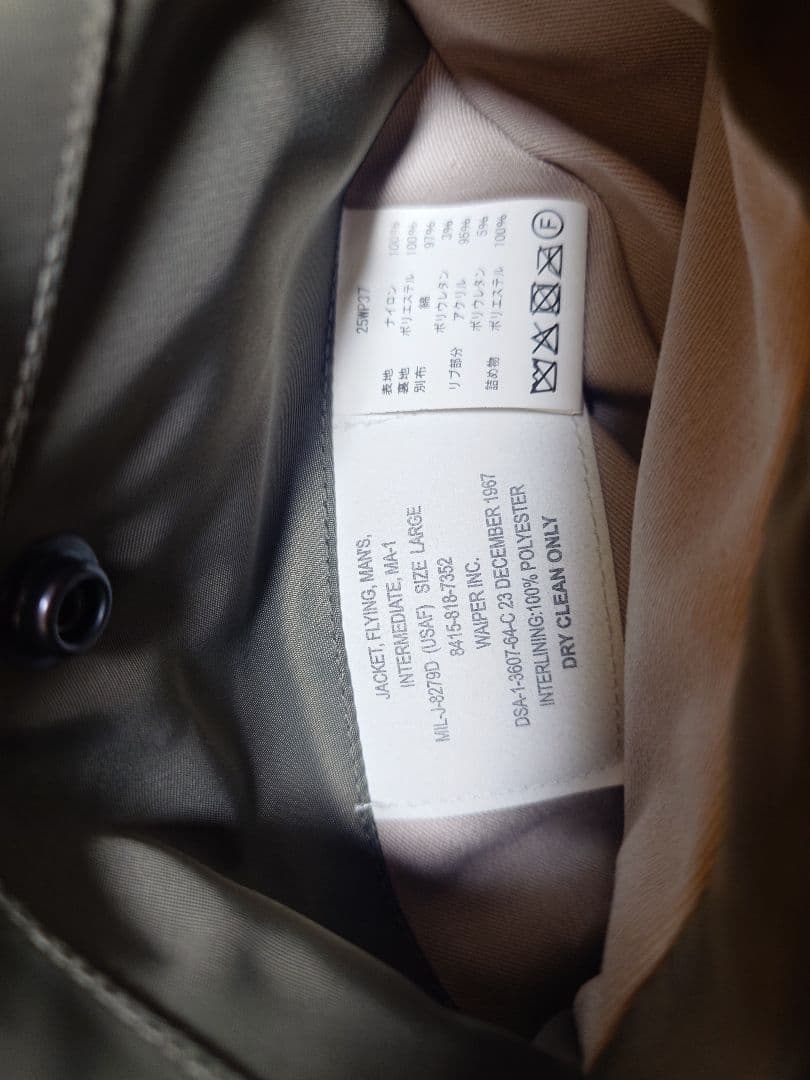 25WP37
表地 ナイロン 100%
裏地 ポリエステル 100%
別布 綿 97%
ポリウレタン 3%
リブ部分 アクリル 95%
ポリウレタン 5%
詰め物 ポリエステル 100%
F
JACKET, FLYING, MAN'S,
INTERMEDIATE, MA-1
MIL-J-8279D (USAF) SIZE LARGE
8415-818-7352
WAIPER INC.
DSA-1-3607-64-C 23 DECEMBER 1967
INTERLINING:100% POLYESTER
DRY CLEAN ONLY